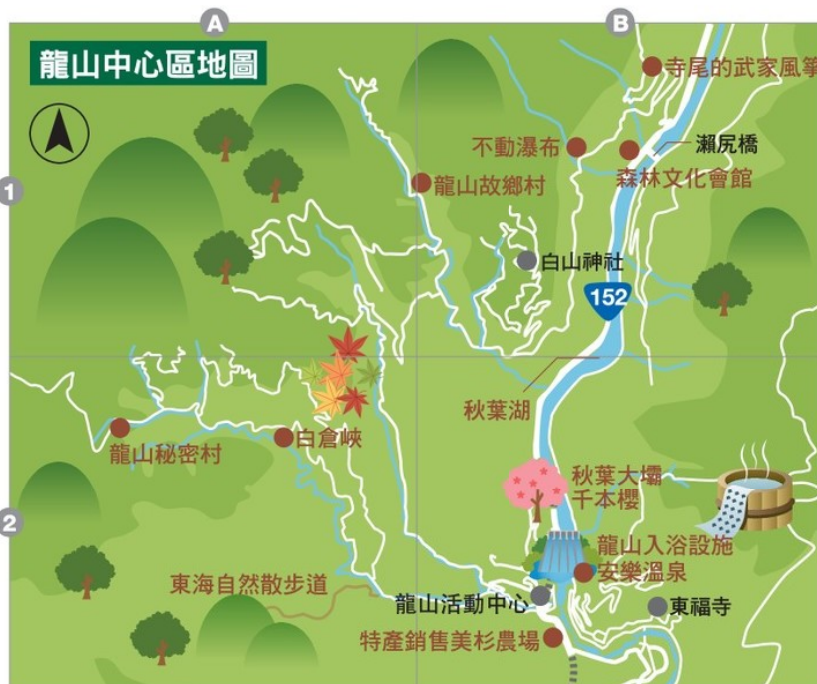 龍山中心區地圖
A
B
1
2
寺尾的武家風箏
不動瀑布
瀨尻橋
森林文化會館
龍山故鄉村
白山神社
152
秋葉湖
龍山秘密村
白倉峽
秋葉大壩
千本櫻
龍山入浴設施
安樂溫泉
東海自然散步道
龍山活動中心
東福寺
特產銷售美杉農場